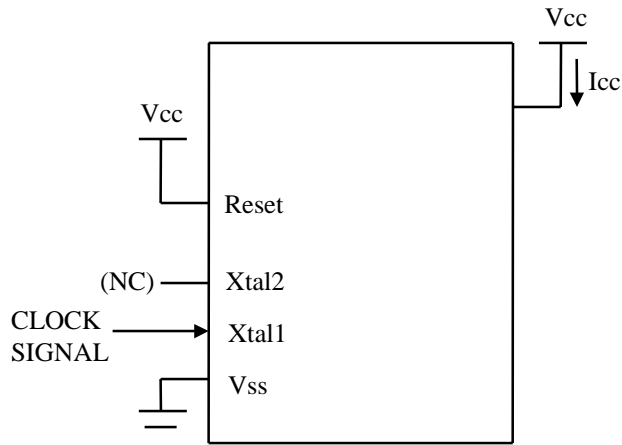 Vcc
Icc
Vcc
Reset
(NC)
Xtal2
CLOCK
SIGNAL
Xtal1
Vss